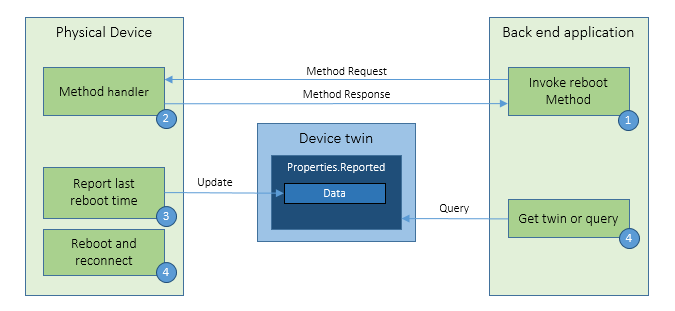 Physical Device
Back end application
Method handler
2
Method Request
Method Response
Invoke reboot
Method
1
Device twin
Properties.Reported
Data
Report last
reboot time
3
Update
Query
Get twin or query
4
Reboot and
reconnect
4